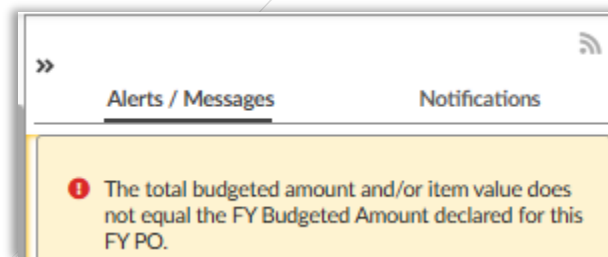 »
Alerts / Messages Notifications
The total budgeted amount and/or item value does
not equal the FY Budgeted Amount declared for this
FY PO.